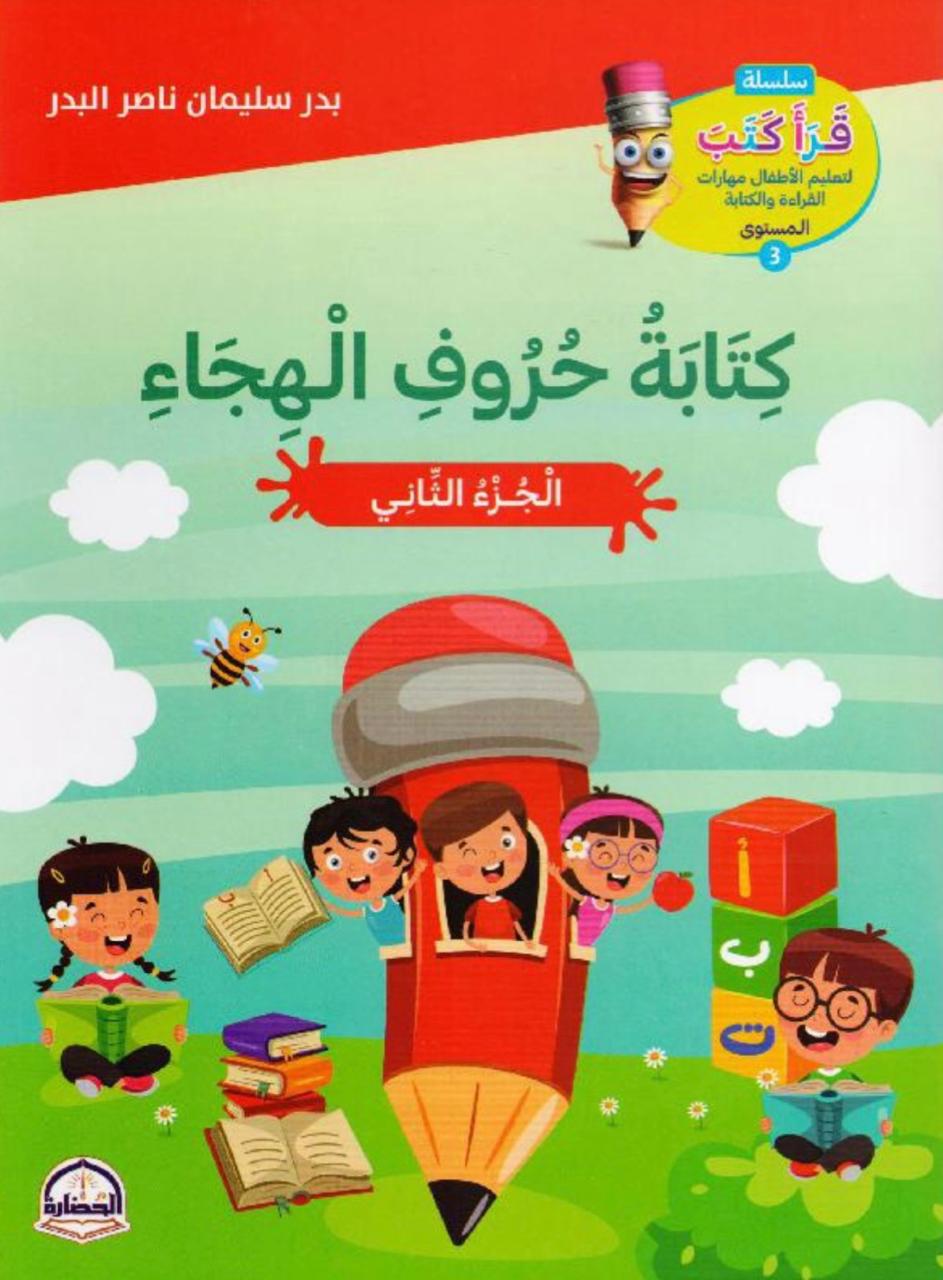 بدر سليمان ناصر البدر
سلسلة
قَرَأَ كَتَبَ
لتعليم الأطفال مهارات
القراءة والكتابة
المستوى
3
كِتَابَةُ حُرُوفِ الْهِجَاءِ
الْجُزْءُ الثَّانِي
أ
ب
ت
الحضارة